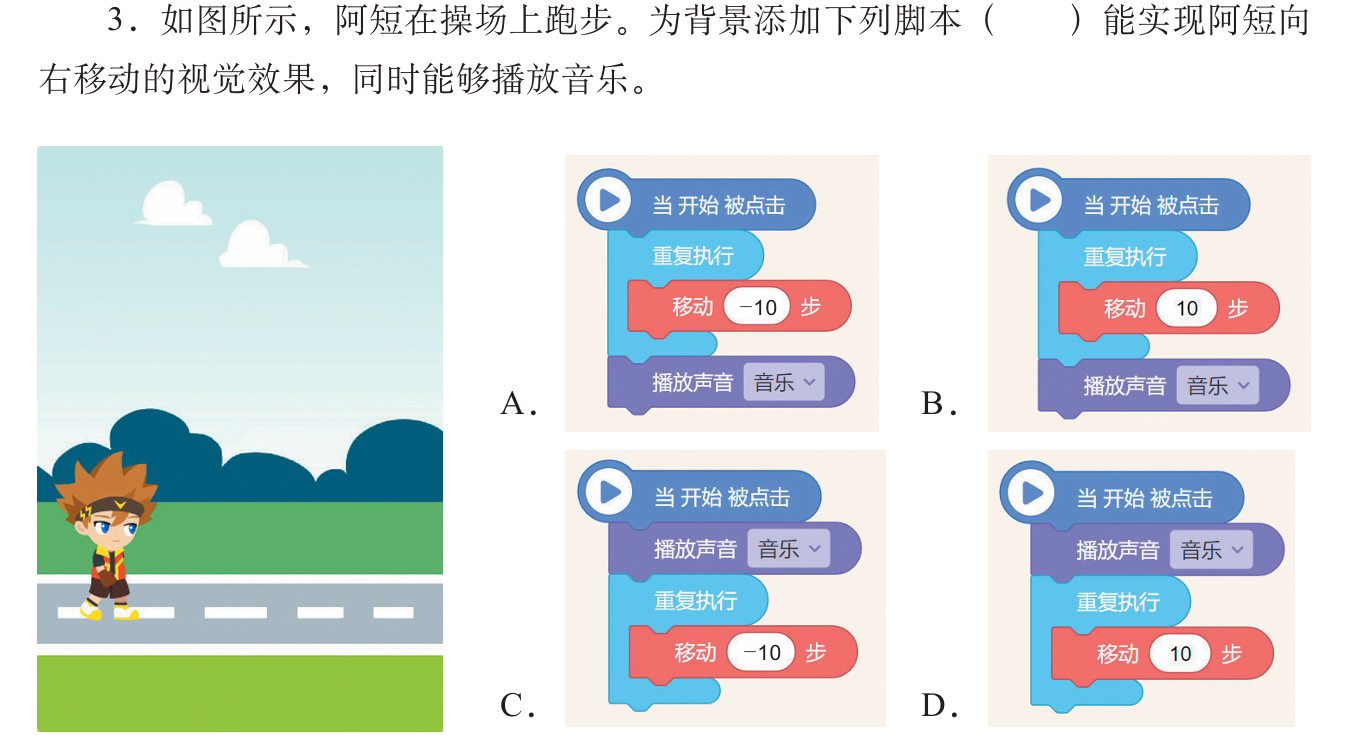 3．如图所示，阿短在操场上跑步。为背景添加下列脚本（　　）能实现阿短向
右移动的视觉效果，同时能够播放音乐。
A．
当 开始 被点击
重复执行
移动 −10 步
播放声音 音乐
B．
当 开始 被点击
重复执行
移动 10 步
播放声音 音乐
C．
当 开始 被点击
播放声音 音乐
重复执行
移动 −10 步
D．
当 开始 被点击
播放声音 音乐
重复执行
移动 10 步